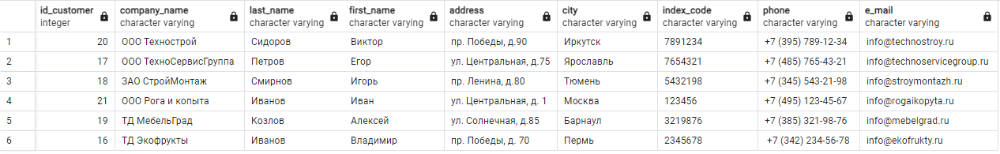 id_customer company_name last_name first_name address city index_code phone e_mail
integer character varying character varying character varying character varying character varying character varying character varying character varying
1 20 ООО Технострой Сидоров Виктор пр. Победы, д.90 Иркутск 7891234 +7 (395) 789-12-34 info@technostroy.ru
2 17 ООО ТехноСервисГруппа Петров Егор ул. Центральная, д.75 Ярославль 7654321 +7 (485) 765-43-21 info@technoservicegroup.ru
3 18 ЗАО СтройМонтаж Смирнов Игорь пр. Ленина, д.80 Тюмень 5432198 +7 (345) 543-21-98 info@stroymontazh.ru
4 21 ООО Рога и копыта Иванов Иван ул. Центральная, д. 1 Москва 123456 +7 (495) 123-45-67 info@rogaikopyta.ru
5 19 ТД МебельГрад Козлов Алексей ул. Солнечная, д.85 Барнаул 3219876 +7 (385) 321-98-76 info@mebelgrad.ru
6 16 ТД Экофрукты Иванов Владимир пр. Победы, д. 70 Пермь 2345678 +7 (342) 234-56-78 info@ekofrukty.ru